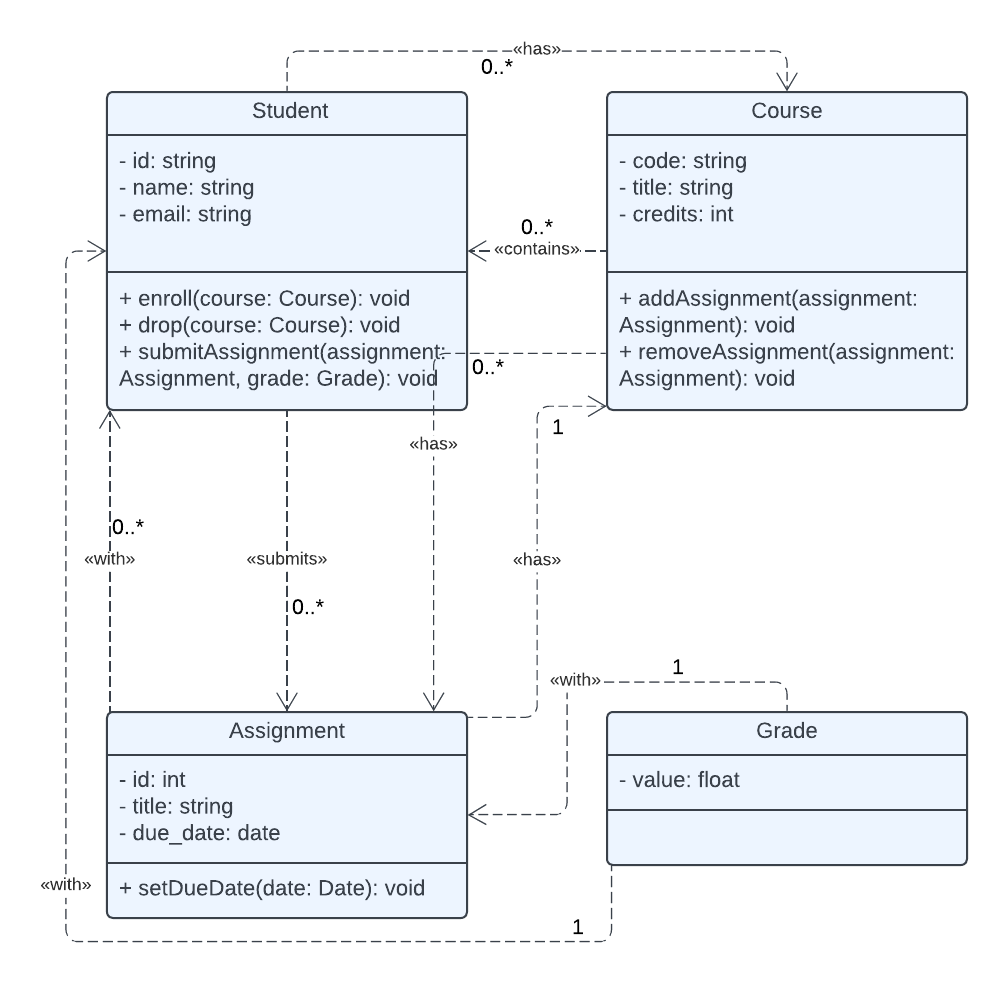 «has»
0..*
Student
- id: string
- name: string
- email: string
+ enroll(course: Course): void
+ drop(course: Course): void
+ submitAssignment(assignment:
Assignment, grade: Grade): void
Course
- code: string
- title: string
- credits: int
+ addAssignment(assignment:
Assignment): void
+ removeAssignment(assignment:
Assignment): void
0..*
«contains»
0..*
«has»
1
0..*
«with»
«submits»
0..*
«has»
1
«with»
Assignment
- id: int
- title: string
- due_date: date
+ setDueDate(date: Date): void
Grade
- value: float
«with»
1